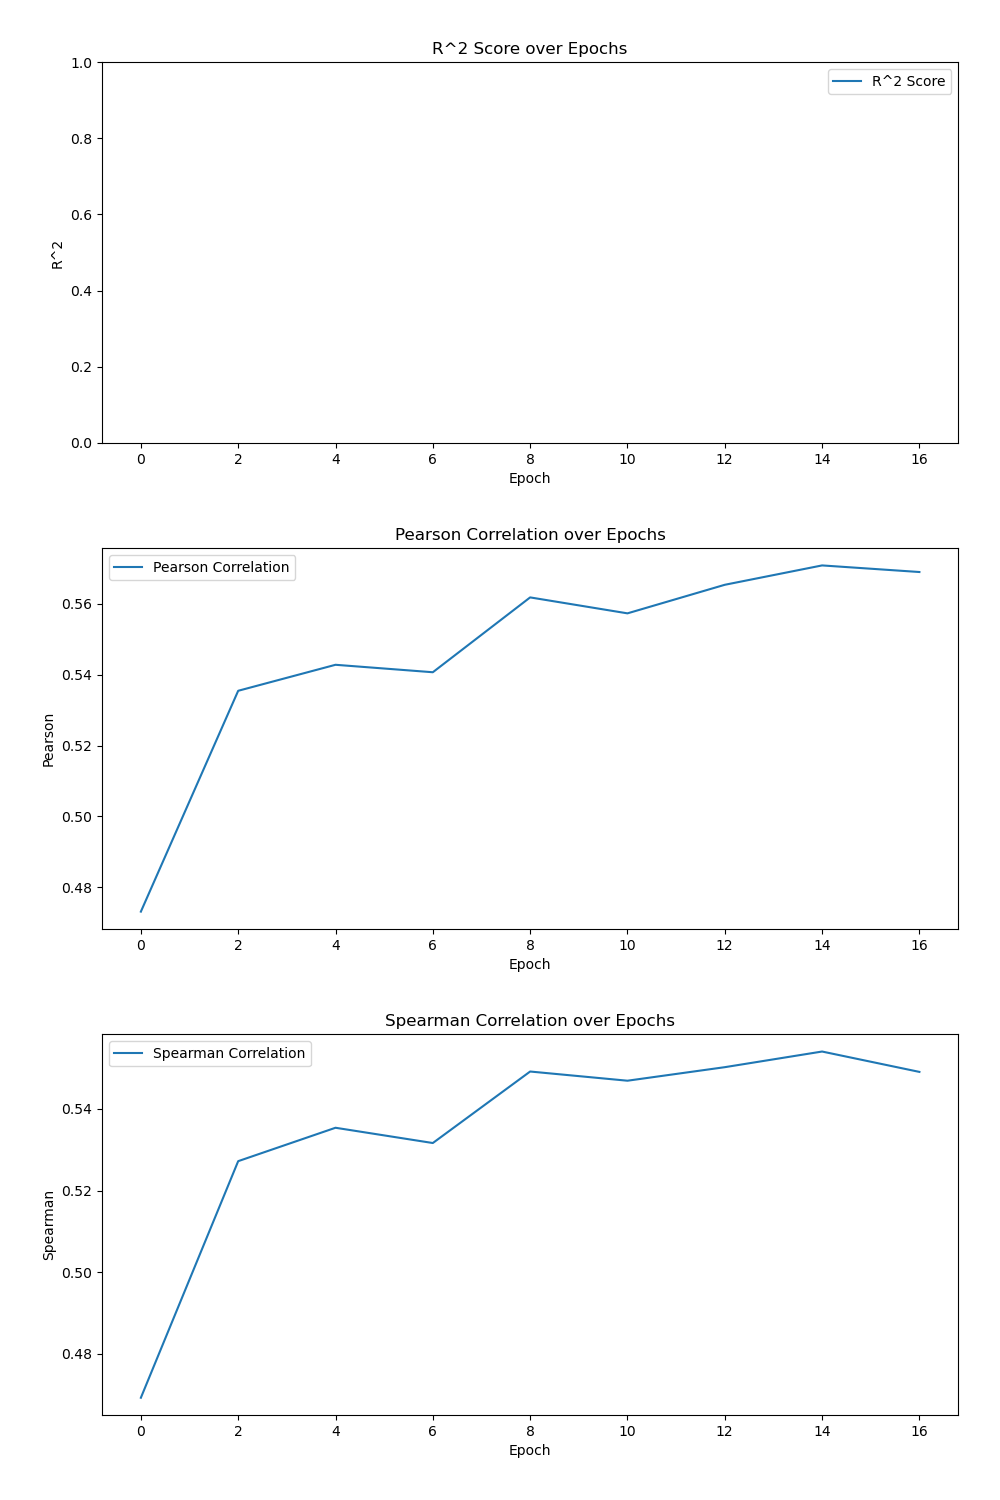 R^2 Score over Epochs
R^2 Score
1.0
0.8
0.6
0.4
0.2
0.0
R^2
0 2 4 6 8 10 12 14 16
Epoch
Pearson Correlation over Epochs
Pearson Correlation
0.56
0.54
0.52
0.50
0.48
Pearson
0 2 4 6 8 10 12 14 16
Epoch
Spearman Correlation over Epochs
Spearman Correlation
0.54
0.52
0.50
0.48
Spearman
0 2 4 6 8 10 12 14 16
Epoch